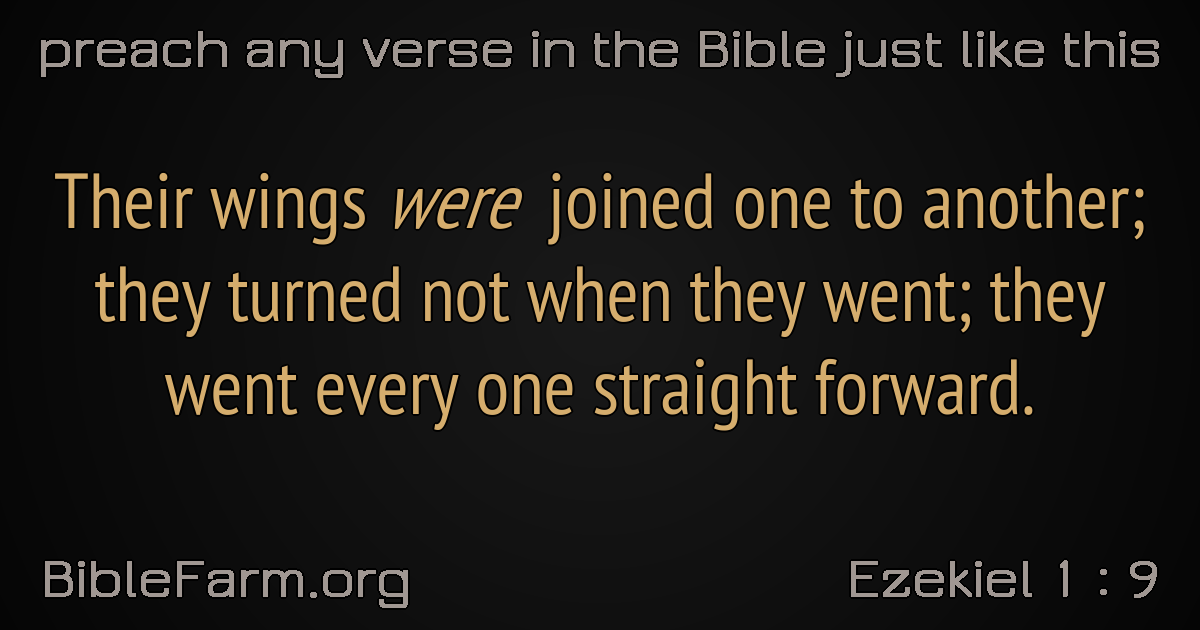 preach any verse in the Bible just like this
Their wings were joined one to another;
they turned not when they went; they
went every one straight forward.
BibleFarm.org
Ezekiel 1 : 9